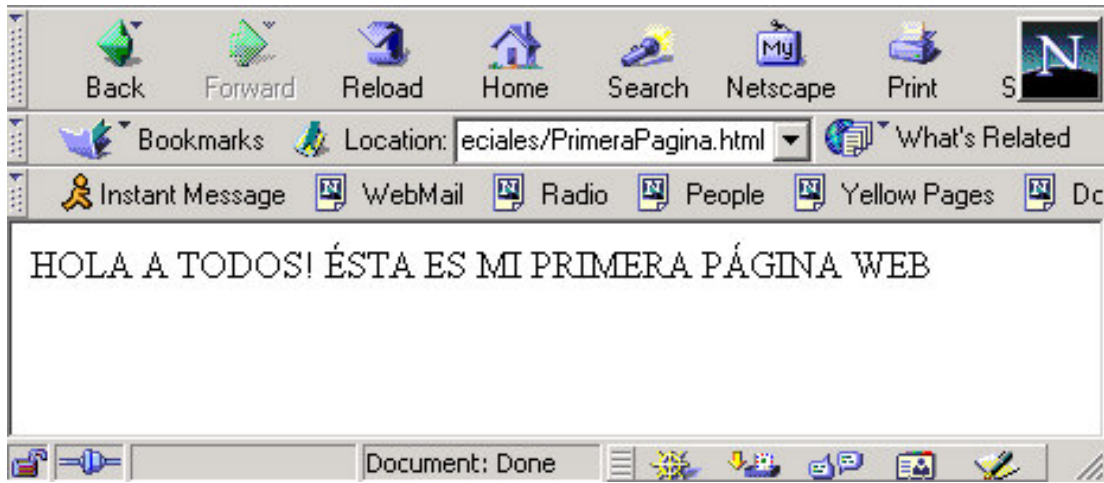 Back Forward Reload Home Search Netscape Print S
My
N
Bookmarks Location: eciales/PrimeraPagina.html What's Related
Instant Message WebMail Radio People Yellow Pages Do
HOLA A TODOS! ÉSTA ES MI PRIMERA PÁGINA WEB
Document: Done